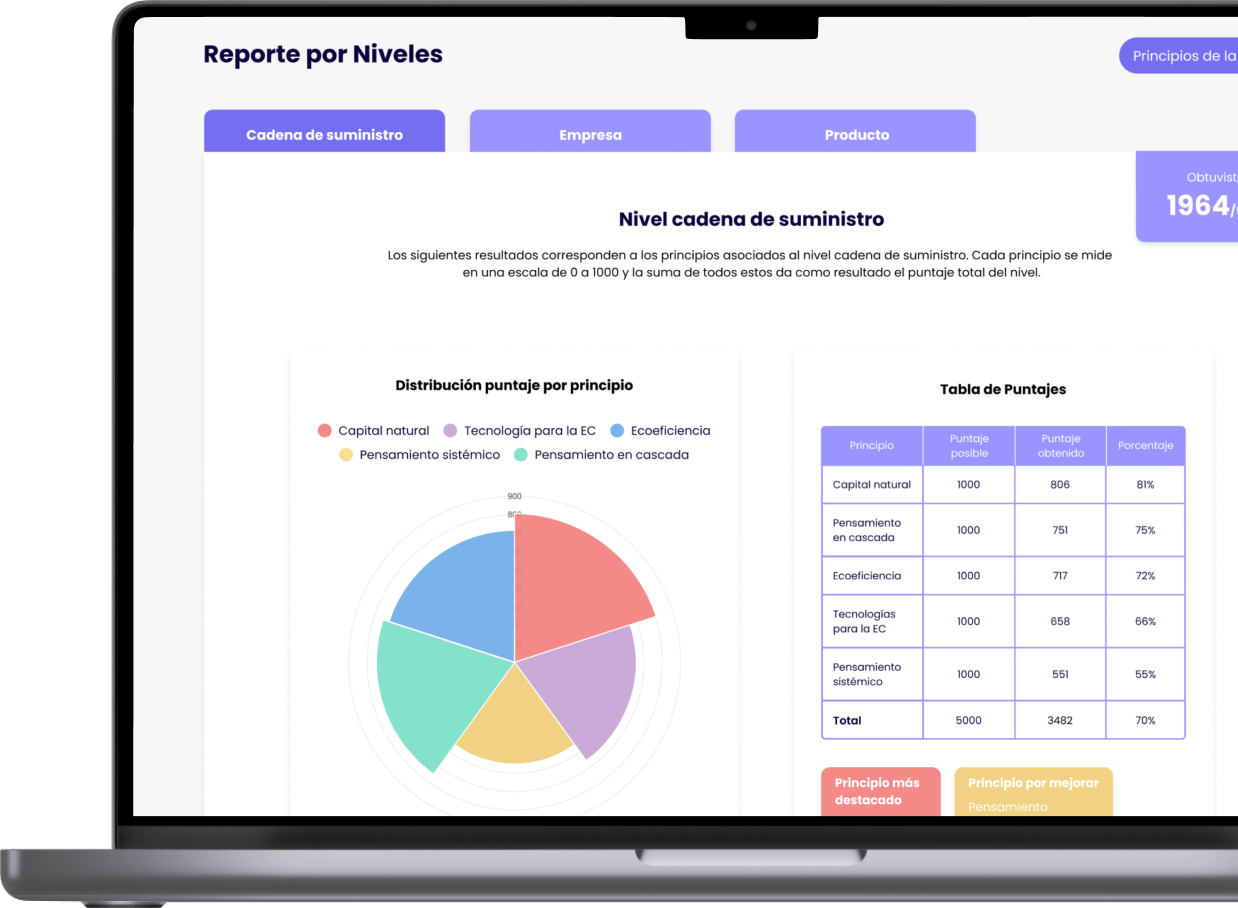 Reporte por Niveles
Principios de la
Cadena de suministro
Empresa
Producto
1964/
Nivel cadena de suministro
Los siguientes resultados corresponden a los principios asociados al nivel cadena de suministro. Cada principio se mide
en una escala de 0 a 1000 y la suma de todos estos da como resultado el puntaje total del nivel.
Distribución puntaje por principio
Capital natural Tecnología para la EC Ecoeficiencia
Pensamiento sistémico Pensamiento en cascada
900
Tabla de Puntajes
Principio Puntaje posible Puntaje obtenido Porcentaje
Capital natural 1000 806 81%
Pensamiento en cascada 1000 751 75%
Ecoeficiencia 1000 717 72%
Tecnologías para la EC 1000 658 66%
Pensamiento sistémico 1000 551 55%
Total 5000 3482 70%
Principio más
destacado
Principio por mejorar
Pensamiento